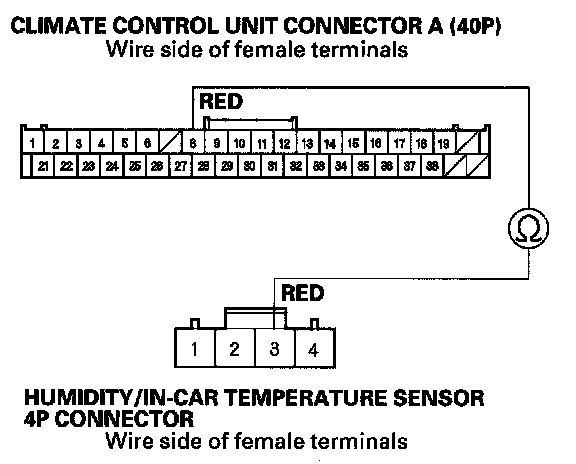 CLIMATE CONTROL UNIT CONNECTOR A (40P)
Wire side of female terminals
RED
1 2 3 4 5 6 8 9 10 11 12 13 14 15 16 17 18 19
21 22 23 24 25 26 27 28 29 30 31 32 33 34 35 36 37 38
Ω
RED
1 2 3 4
HUMIDITY/IN-CAR TEMPERATURE SENSOR
4P CONNECTOR
Wire side of female terminals